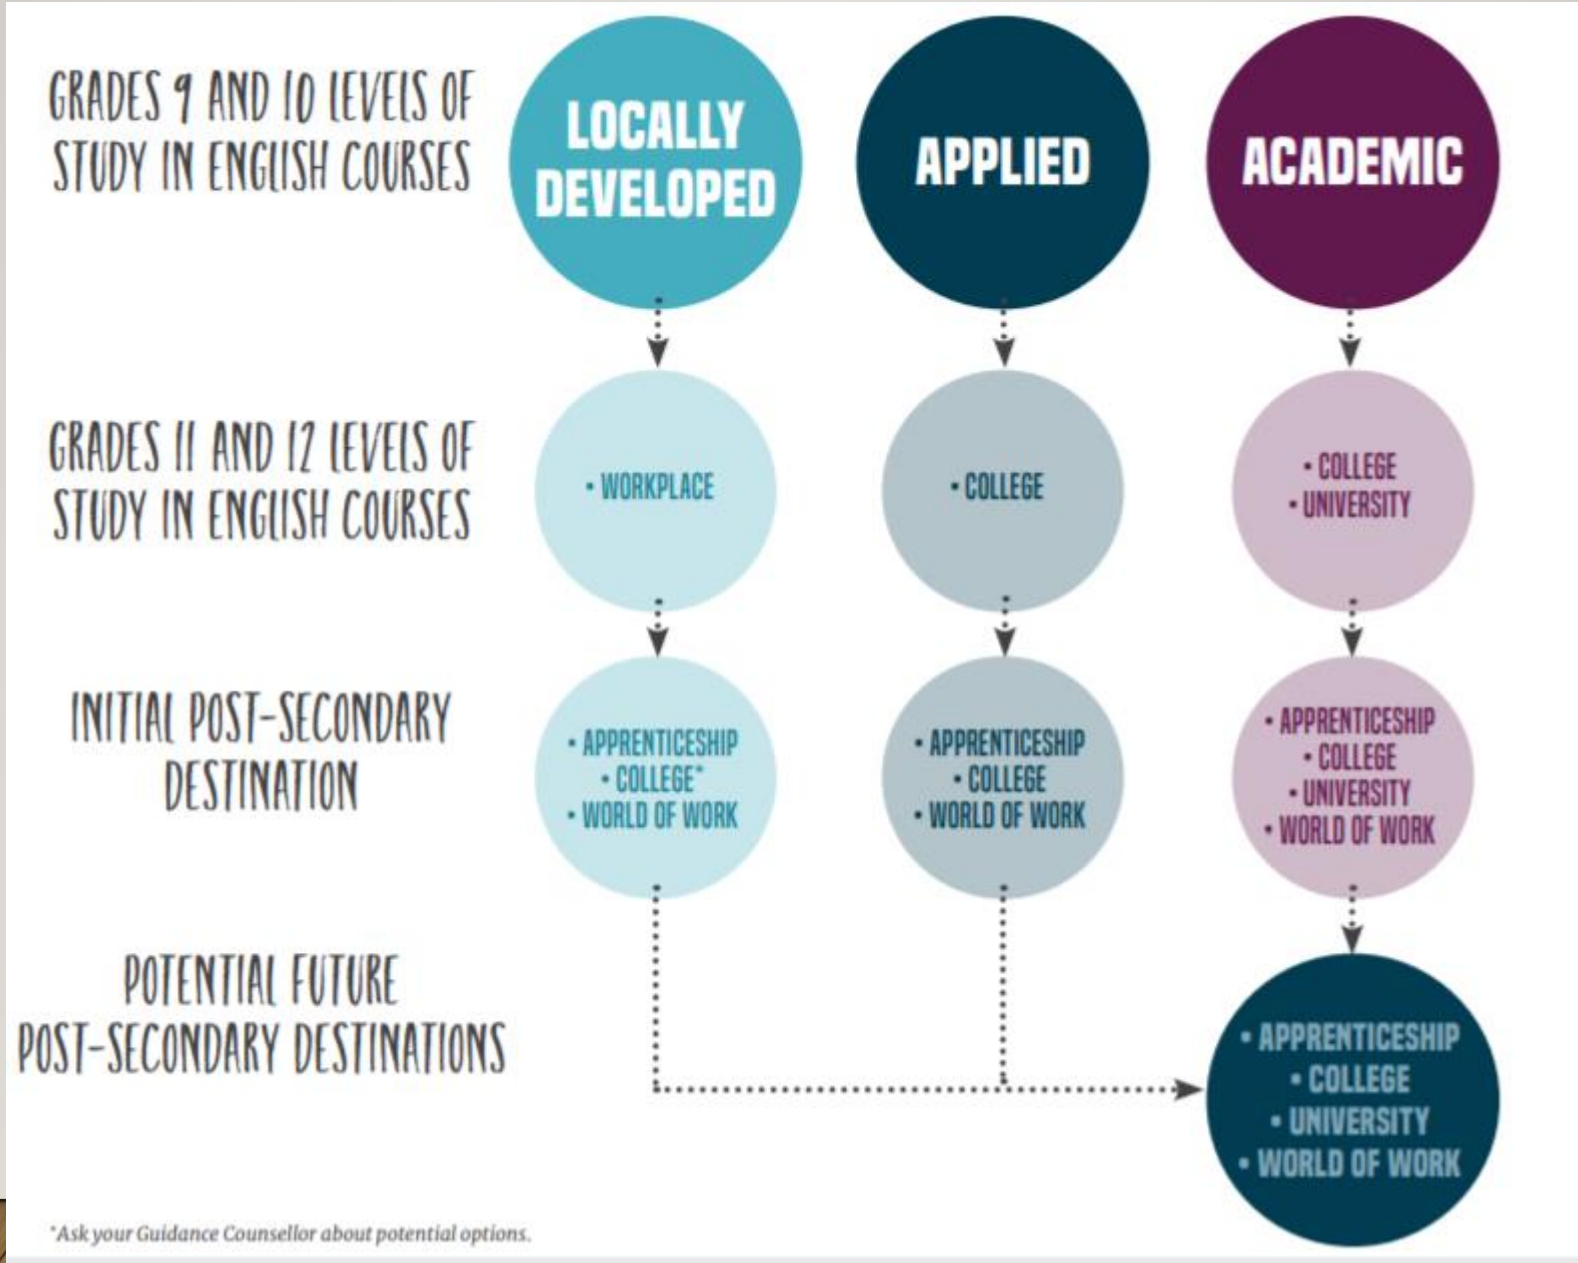 GRADES 9 AND 10 LEVELS OF
STUDY IN ENGLISH COURSES
LOCALLY
DEVELOPED
APPLIED
ACADEMIC
GRADES 11 AND 12 LEVELS OF
STUDY IN ENGLISH COURSES
• WORKPLACE
• COLLEGE
• COLLEGE
• UNIVERSITY
INITIAL POST-SECONDARY
DESTINATION
• APPRENTICESHIP
• COLLEGE*
• WORLD OF WORK
• APPRENTICESHIP
• COLLEGE
• WORLD OF WORK
• APPRENTICESHIP
• COLLEGE
• UNIVERSITY
• WORLD OF WORK
POTENTIAL FUTURE
POST-SECONDARY DESTINATIONS
• APPRENTICESHIP
• COLLEGE
• UNIVERSITY
• WORLD OF WORK
*Ask your Guidance Counsellor about potential options.